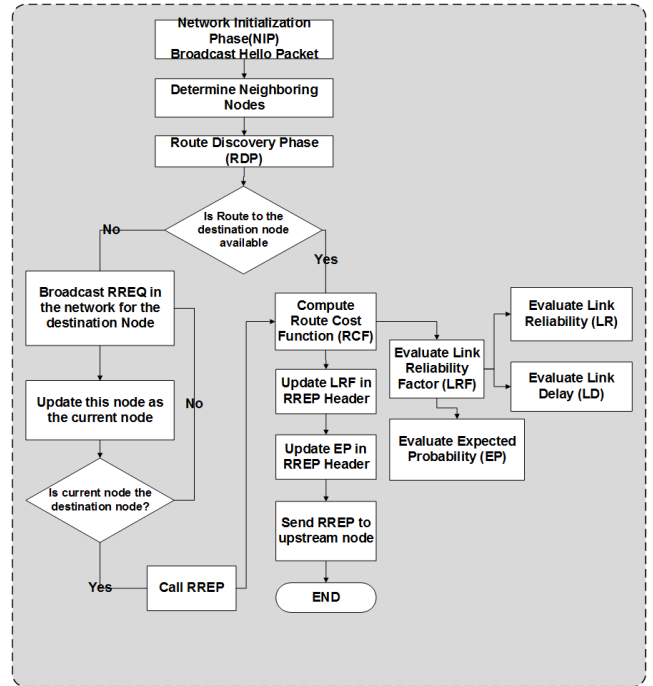 Network Initialization
Phase(NIP)
Broadcast Hello Packet
Determine Neighboring
Nodes
Route Discovery Phase
(RDP)
Is Route to the
destination node
available
No
Yes
Broadcast RREQ in
the network for the
destination Node
Update this node as
the current node
No
Is current node the
destination node?
Yes
Call RREP
Compute
Route Cost
Function (RCF)
Update LRF in
RREP Header
Update EP in
RREP Header
Send RREP to
upstream node
END
Evaluate Link
Reliability
Factor (LRF)
Evaluate Expected
Probability (EP)
Evaluate Link
Reliability (LR)
Evaluate Link
Delay (LD)